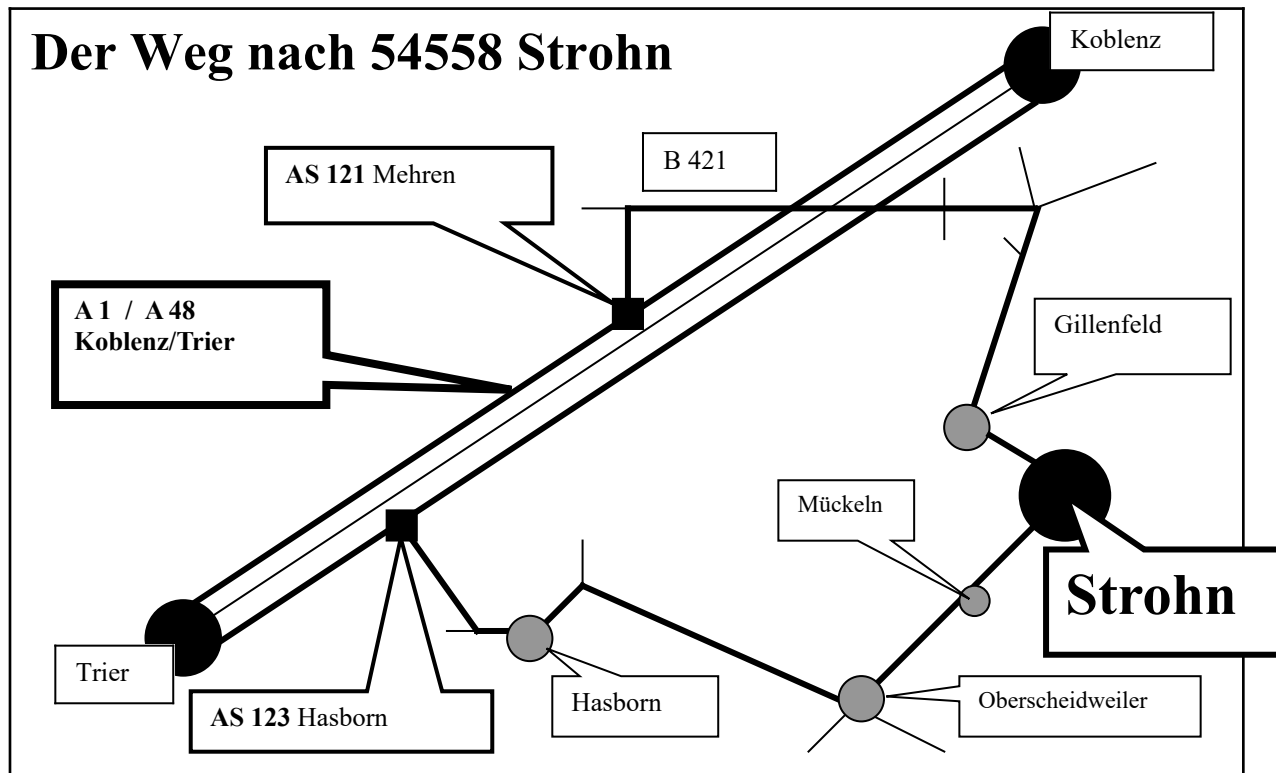 Der Weg nach 54558 Strohn
Koblenz
B 421
AS 121 Mehren
A 1 / A 48
Koblenz/Trier
Gillenfeld
Mückeln
Strohn
Trier
Hasborn
Oberscheidweiler
AS 123 Hasborn